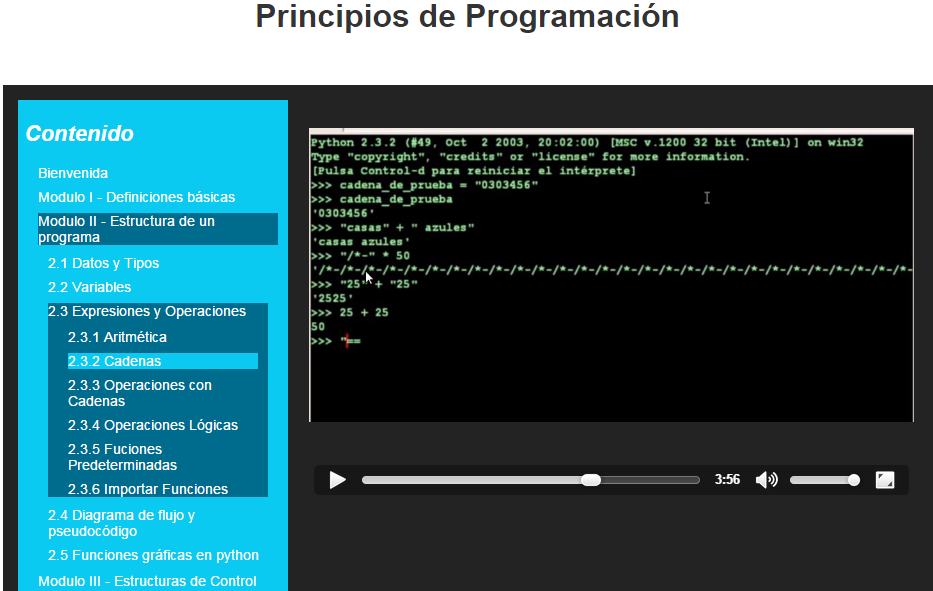 Principios de Programación
Contenido
Bienvenida
Modulo I - Definiciones básicas
Modulo II - Estructura de un
programa
2.1 Datos y Tipos
2.2 Variables
2.3 Expresiones y Operaciones
2.3.1 Aritmética
2.3.2 Cadenas
2.3.3 Operaciones con
Cadenas
2.3.4 Operaciones Lógicas
2.3.5 Fuciones
Predeterminadas
2.3.6 Importar Funciones
2.4 Diagrama de flujo y
pseudocódigo
2.5 Funciones gráficas en python
Modulo III - Estructuras de Control
Python 2.3.2 (#49, Oct  2 2003, 20:02:00) [MSC v.1200 32 bit (Intel)] on win32
Type "copyright", "credits" or "license" for more information.
[Pulsa Control-d para reiniciar el intérprete]
>>> cadena_de_prueba = "0303456"
>>> cadena_de_prueba
'0303456'
>>> "casas" + " azules"
'casas azules'
>>> "/*-" * 50
'/*-/*-/*-/*-/*-/*-/*-/*-/*-/*-/*-/*-/*-/*-/*-/*-/*-/*-/*-/*-/*-/*-/*-/*-/*-/*-/*-/*-
>>> "25" + "25"
'2525'
>>> 25 + 25
50
>>> "==
3:56